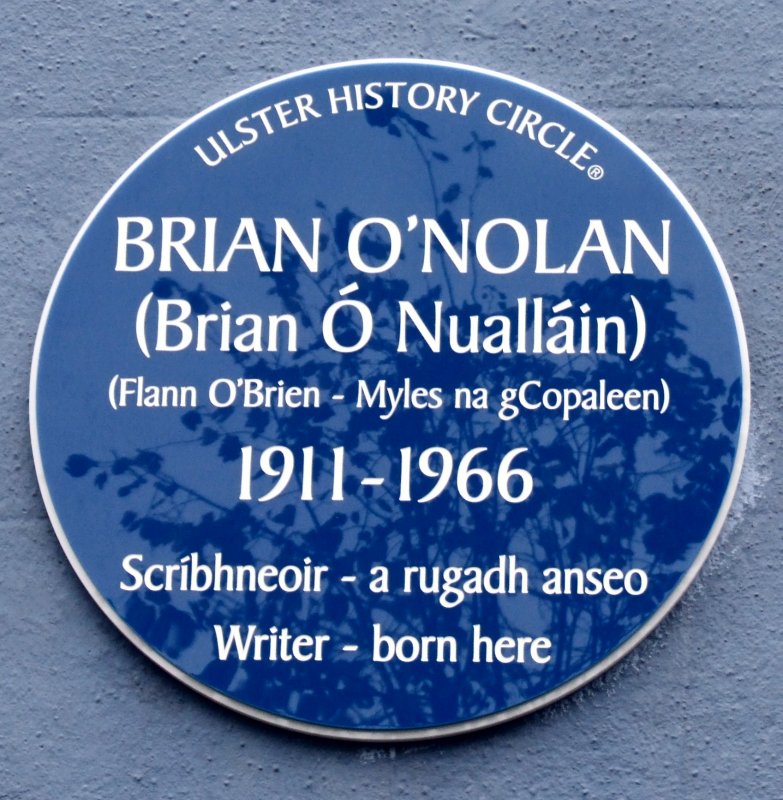 ULSTER HISTORY CIRCLE®
BRIAN O'NOLAN
(Brian Ó Nualláin)
(Flann O'Brien - Myles na gCopaleen)
1911 - 1966
Scríbhneoir - a rugadh anseo
Writer - born here